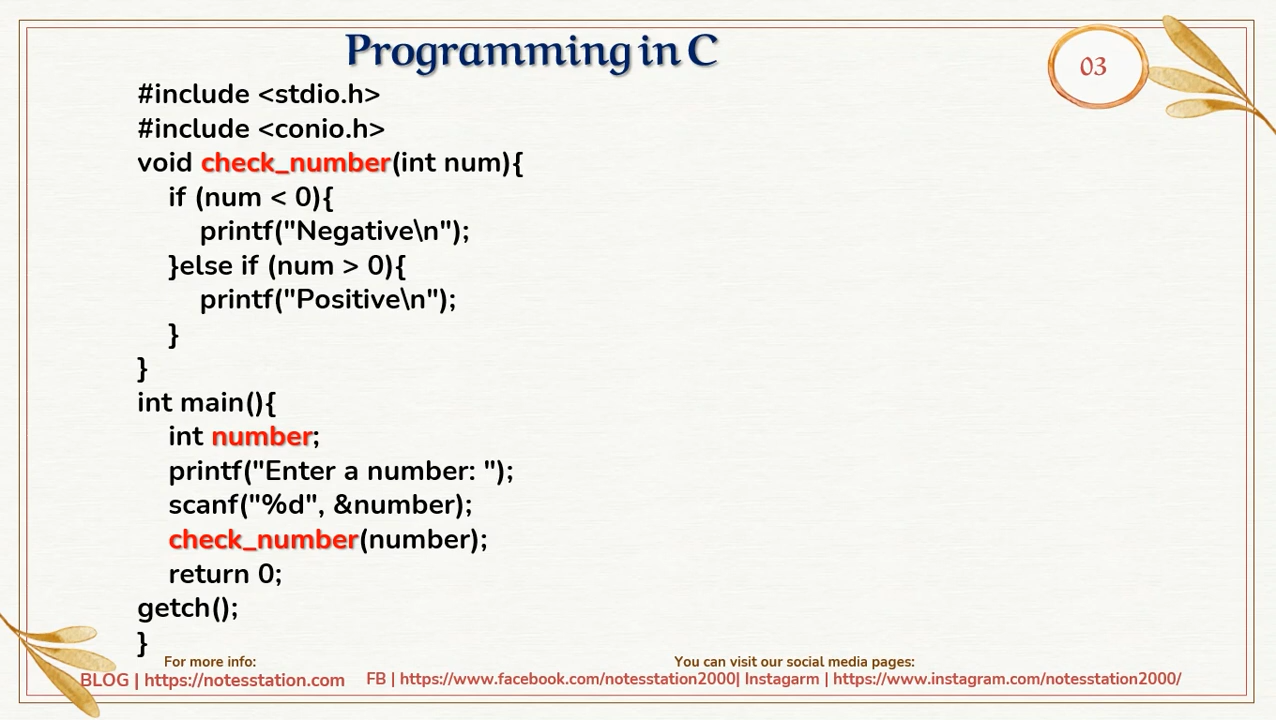 Programming in C
03
#include <stdio.h>
#include <conio.h>
void check_number(int num){
if (num < 0){
printf("Negative\n");
}else if (num > 0){
printf("Positive\n");
}
}
int main(){
int number;
printf("Enter a number: ");
scanf("%d", &number);
check_number(number);
return 0;
getch();
}
For more info:
BLOG | https://notesstation.com
You can visit our social media pages:
FB | https://www.facebook.com/notesstation2000| Instagarm | https://www.instagram.com/notesstation2000/